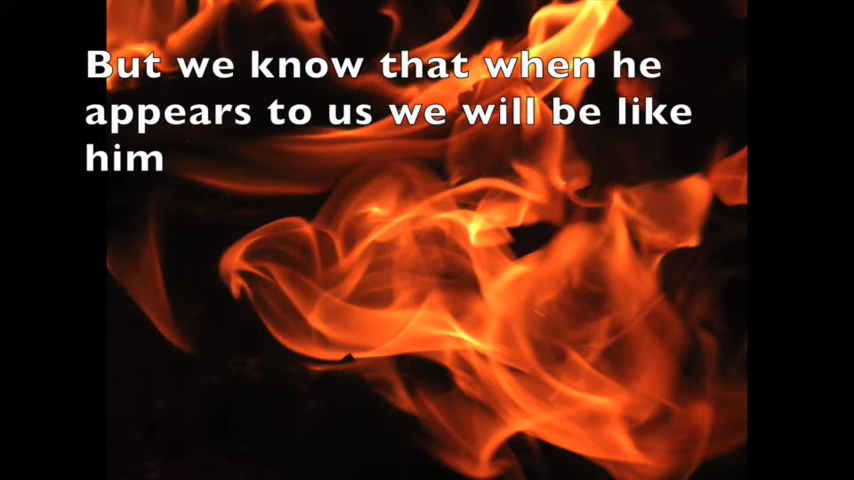 But we know that when he
appears to us we will be like
him